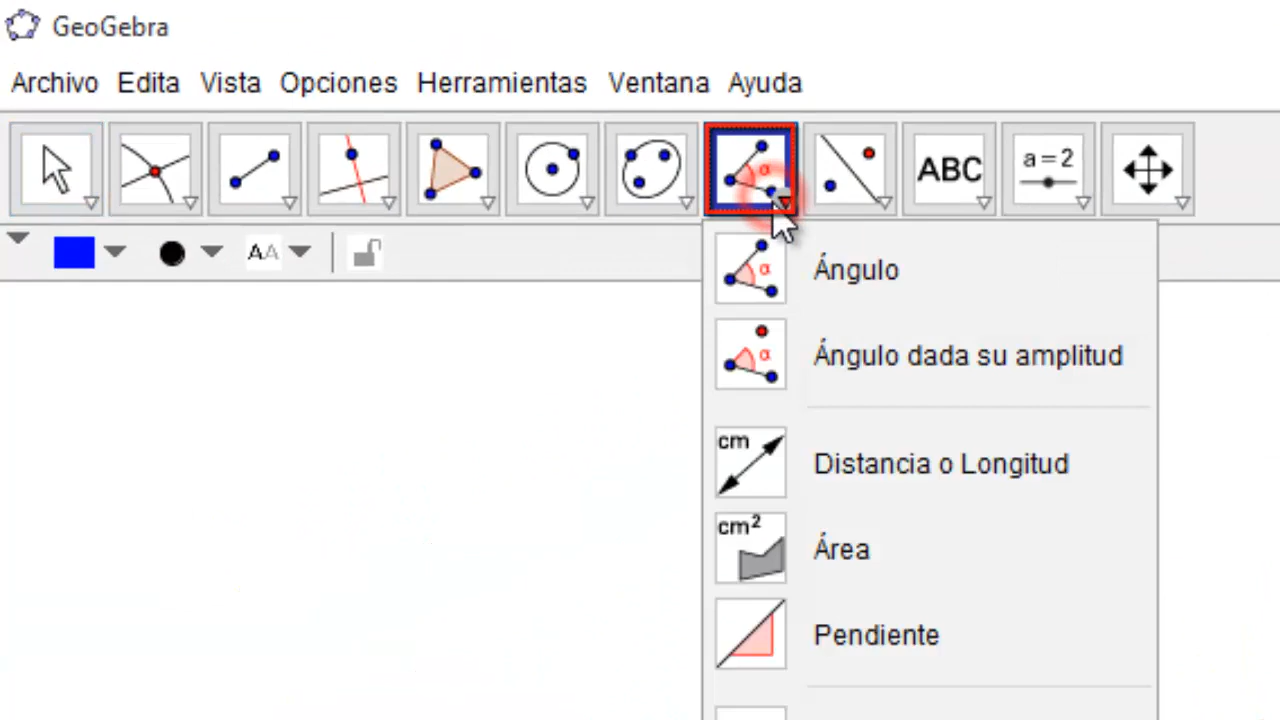 GeoGebra
Archivo Edita Vista Opciones Herramientas Ventana Ayuda
α ABC a = 2
AA
α Ángulo
α Ángulo dada su amplitud
cm Distancia o Longitud
cm² Área
Pendiente